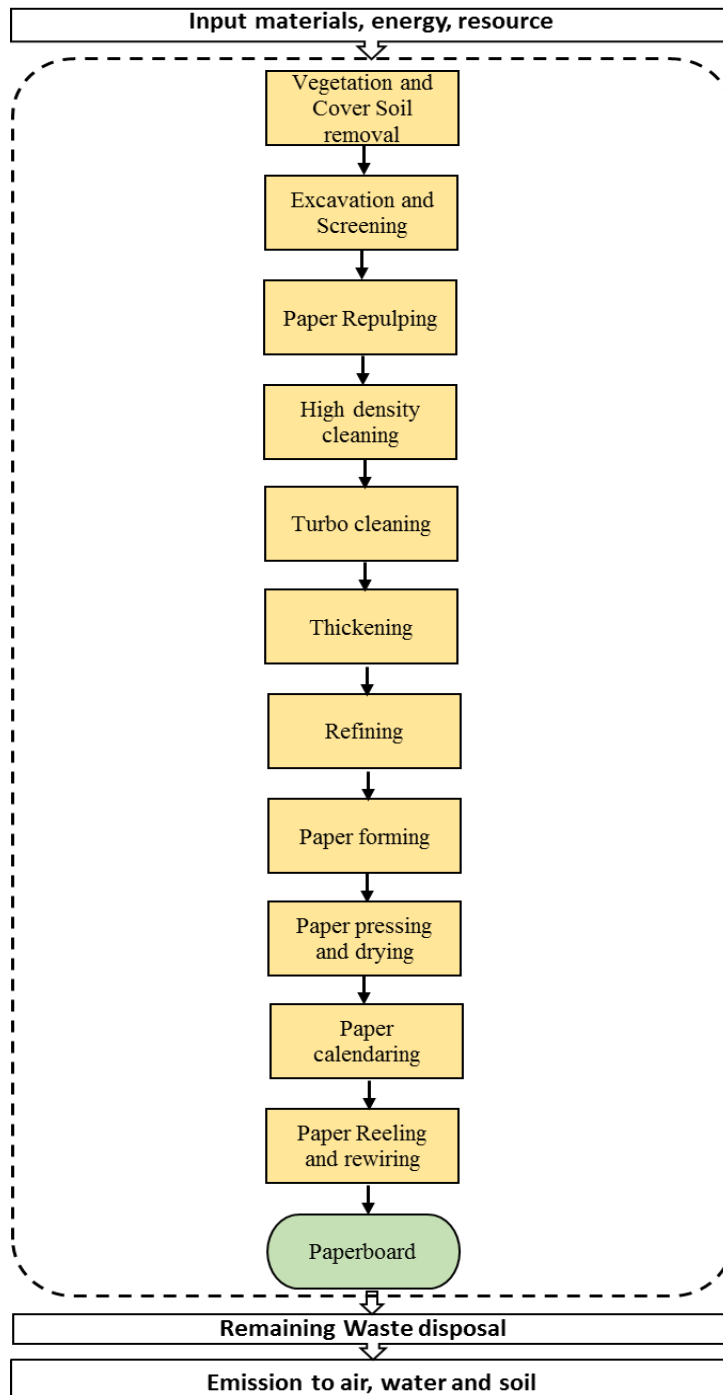 Input materials, energy, resource
Vegetation and
Cover Soil
removal
Excavation and
Screening
Paper Repulping
High density
cleaning
Turbo cleaning
Thickening
Refining
Paper forming
Paper pressing
and drying
Paper
calendaring
Paper Reeling
and rewiring
Paperboard
Remaining Waste disposal
Emission to air, water and soil